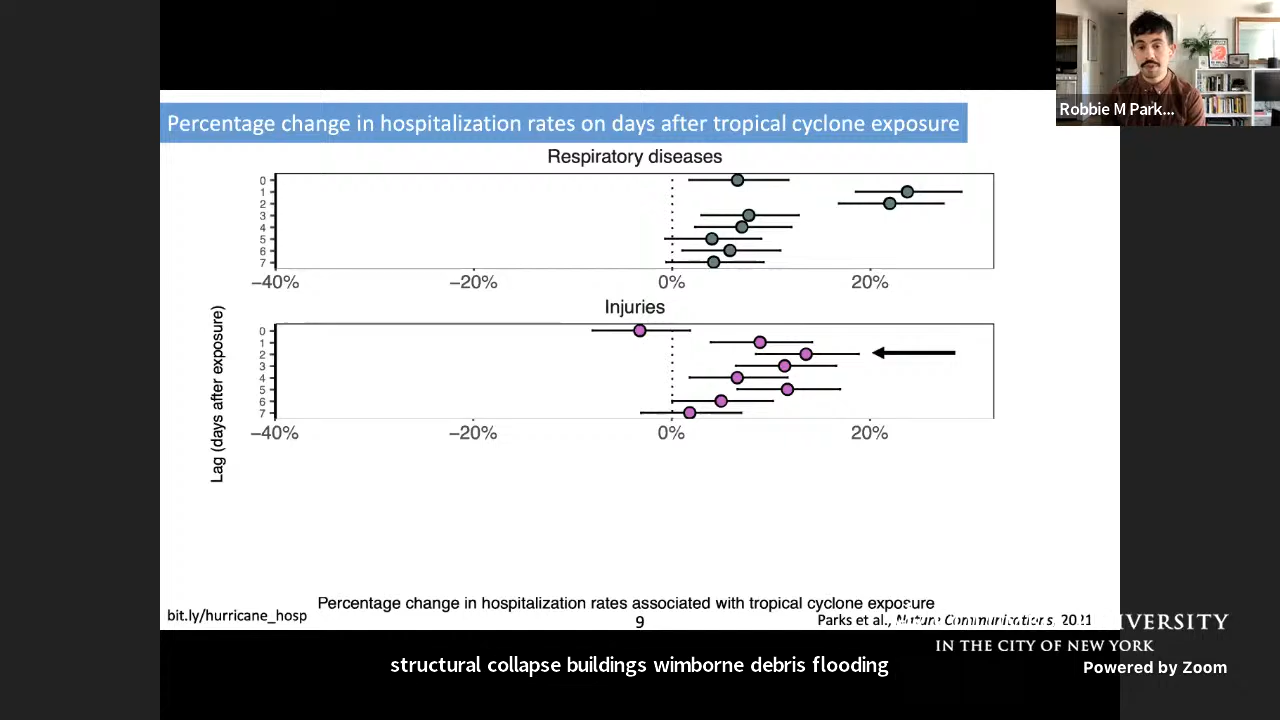 Robbie M Park...
Percentage change in hospitalization rates on days after tropical cyclone exposure
Respiratory diseases
0
1
2
3
4
5
6
7
−40%
−20%
0%
20%
Injuries
0
1
2
3
4
5
6
7
−40%
−20%
0%
20%
Lag (days after exposure)
Percentage change in hospitalization rates associated with tropical cyclone exposure
bit.ly/hurricane_hosp
9
Parks et al., Nature Communications, 2021
IVERSITY
IN THE CITY OF NEW YORK
structural collapse buildings wimborne debris flooding
Powered by Zoom